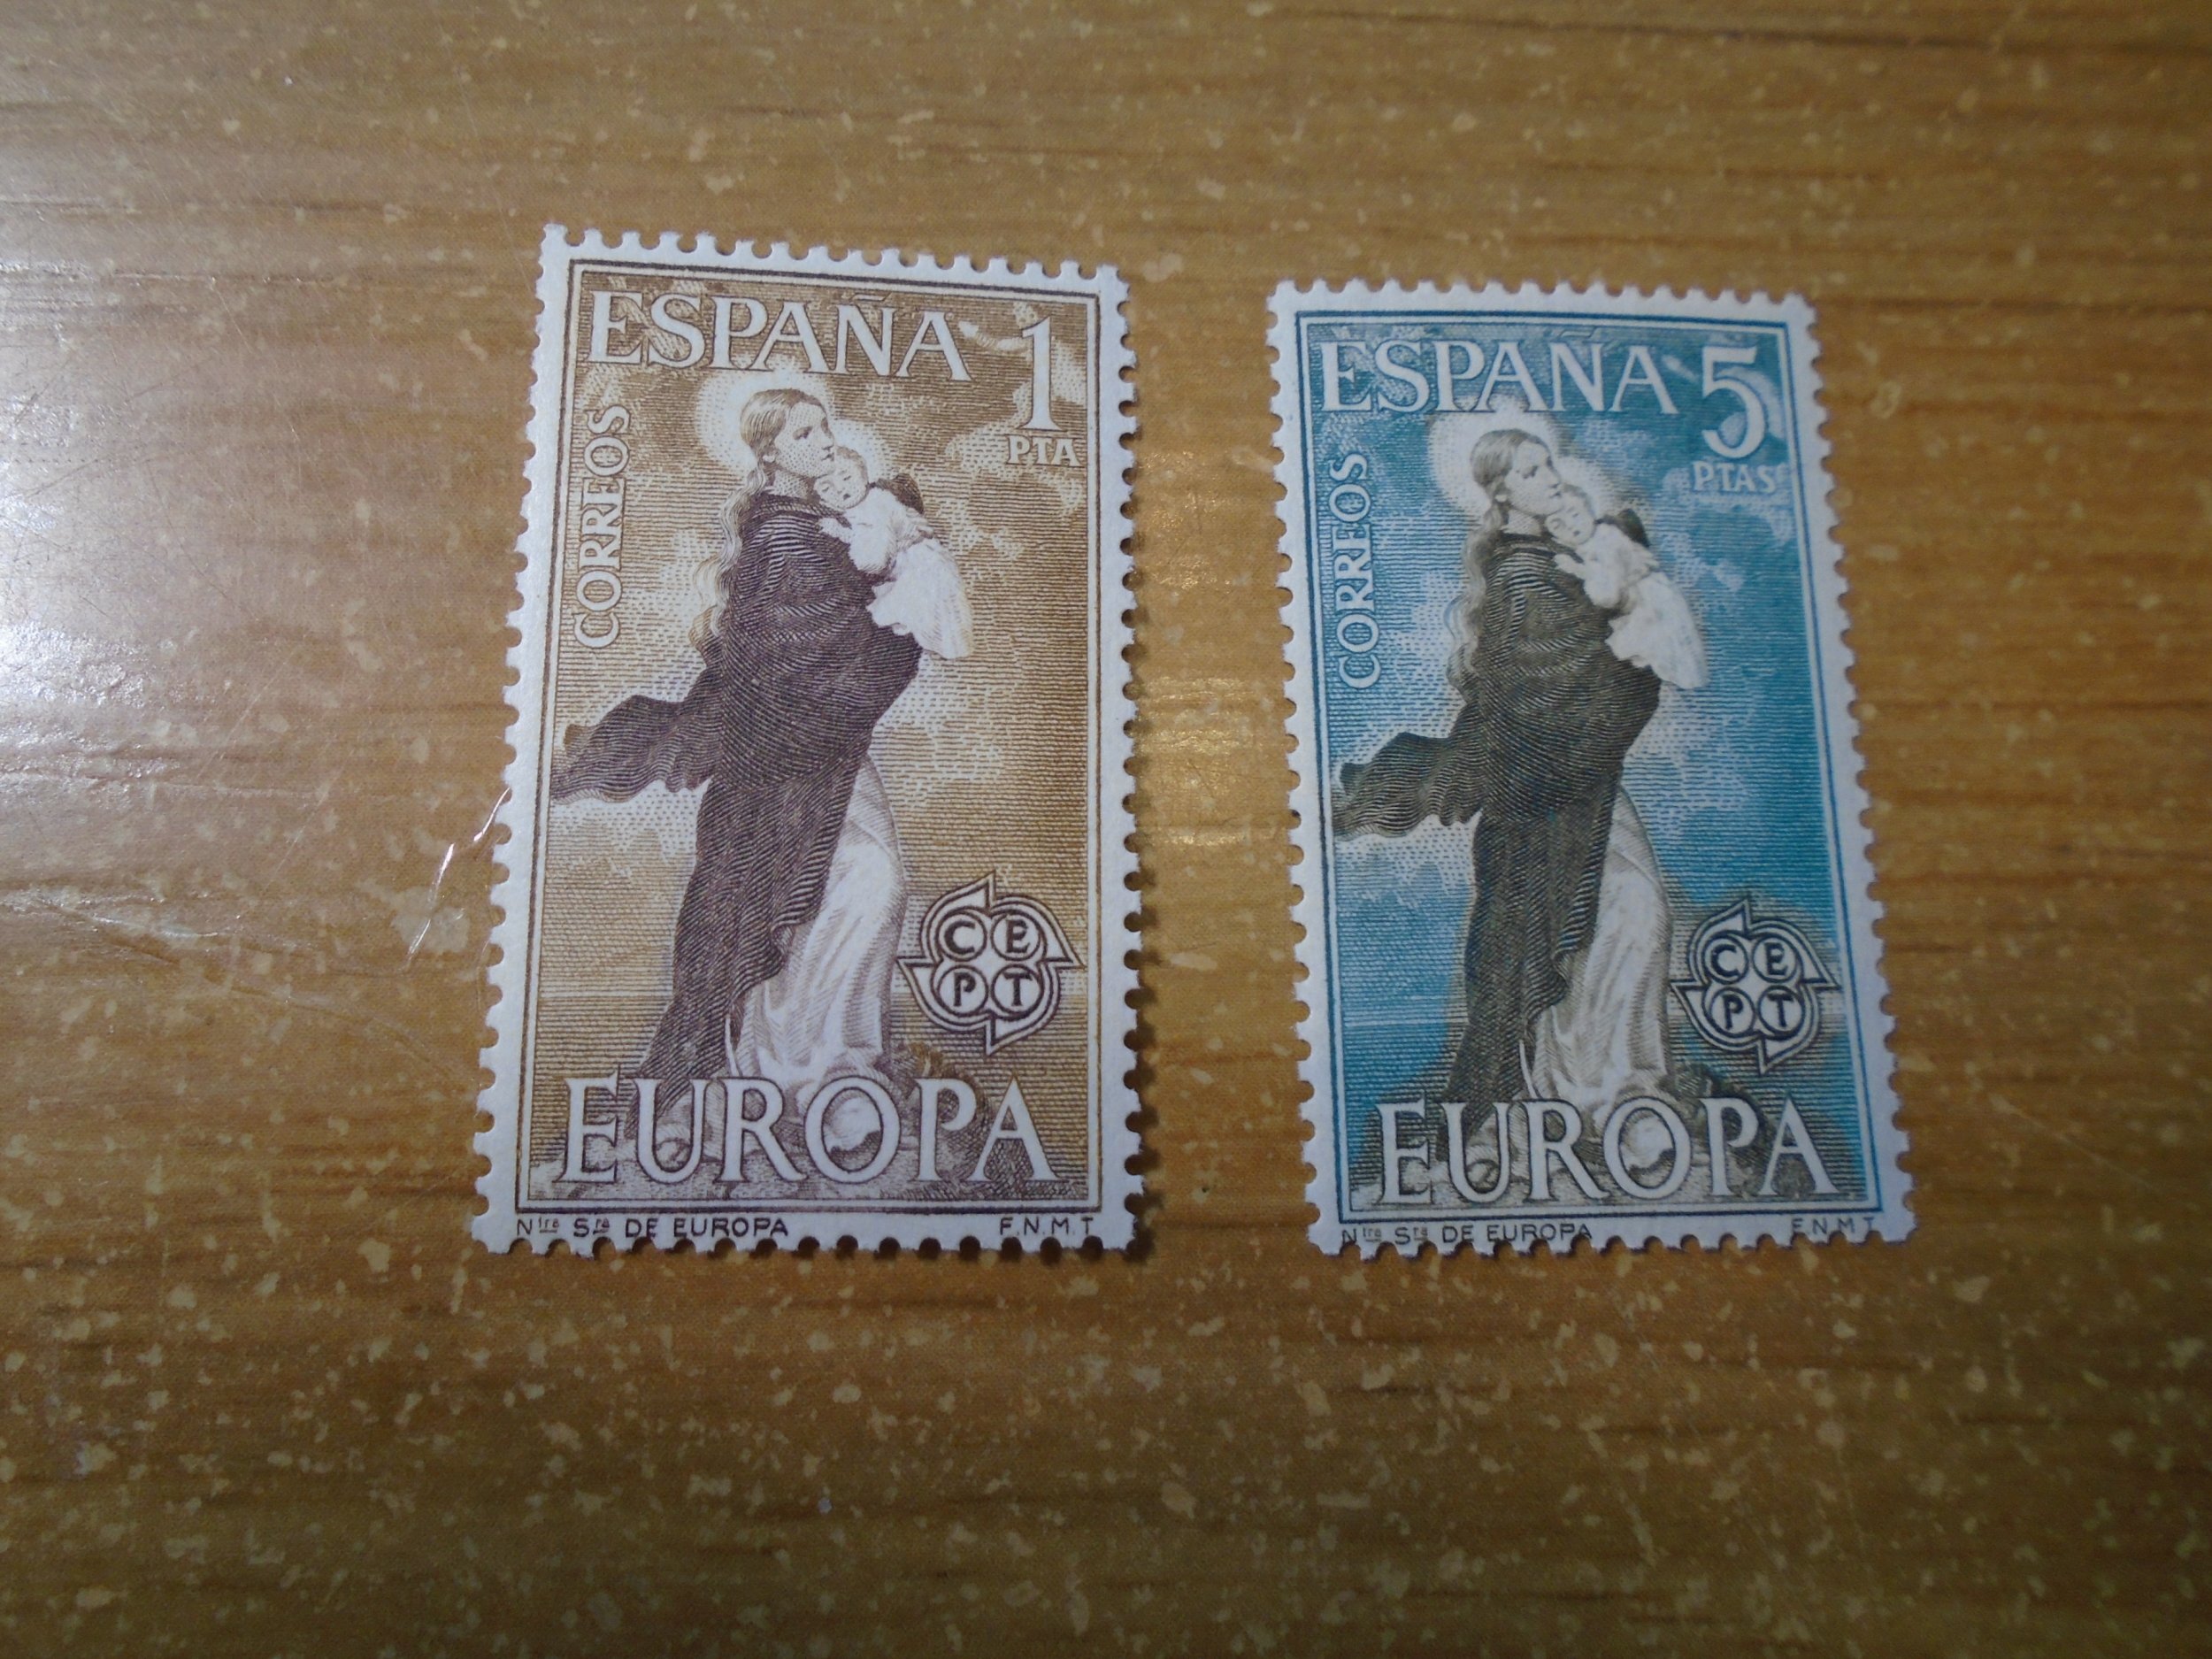 ESPAÑA 1
PTA
CORREOS
C E
P T
EUROPA
Ntra Sra DE EUROPA F.N.M.T
ESPAÑA 5
PTAS
CORREOS
C E
P T
EUROPA
Ntra Sra DE EUROPA F.N.M.T